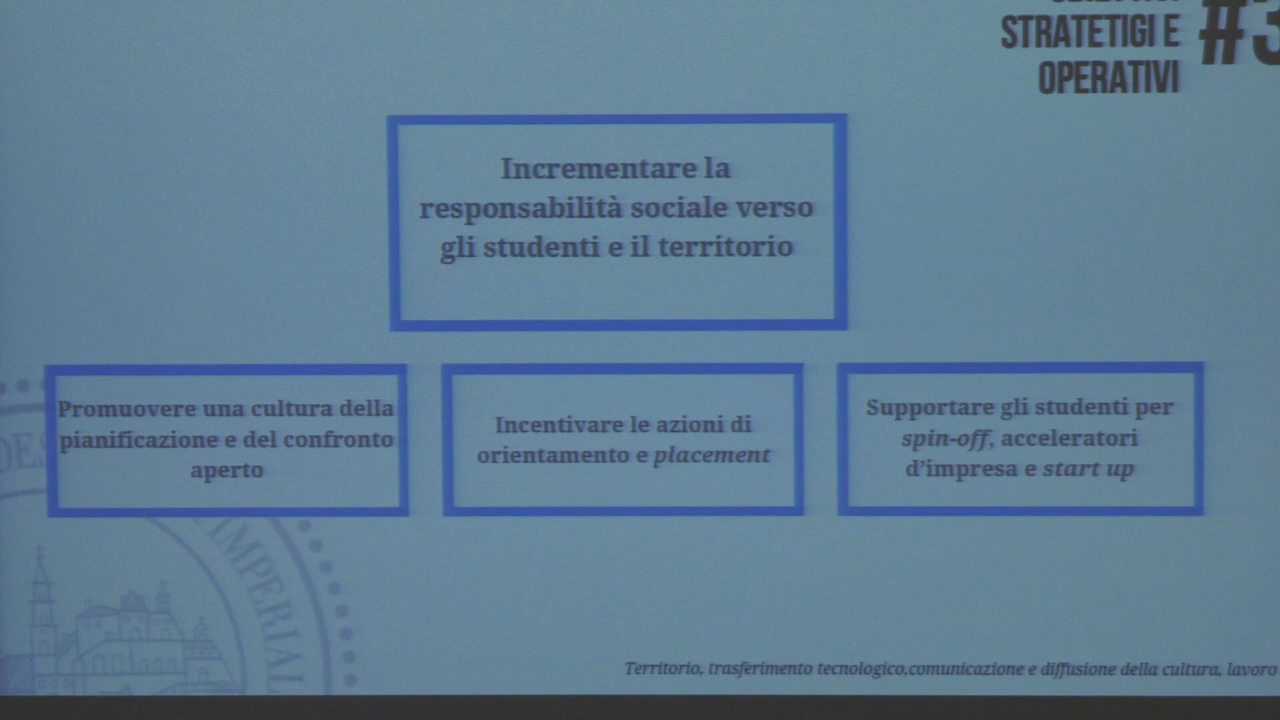 STRATETIGI E
OPERATIVI
#3
Incrementare la
responsabilità sociale verso
gli studenti e il territorio
Promuovere una cultura della
pianificazione e del confronto
aperto
Incentivare le azioni di
orientamento e placement
Supportare gli studenti per
spin-off, acceleratori
d'impresa e start up
IMPERIAL
Territorio, trasferimento tecnologico,comunicazione e diffusione della cultura, lavoro